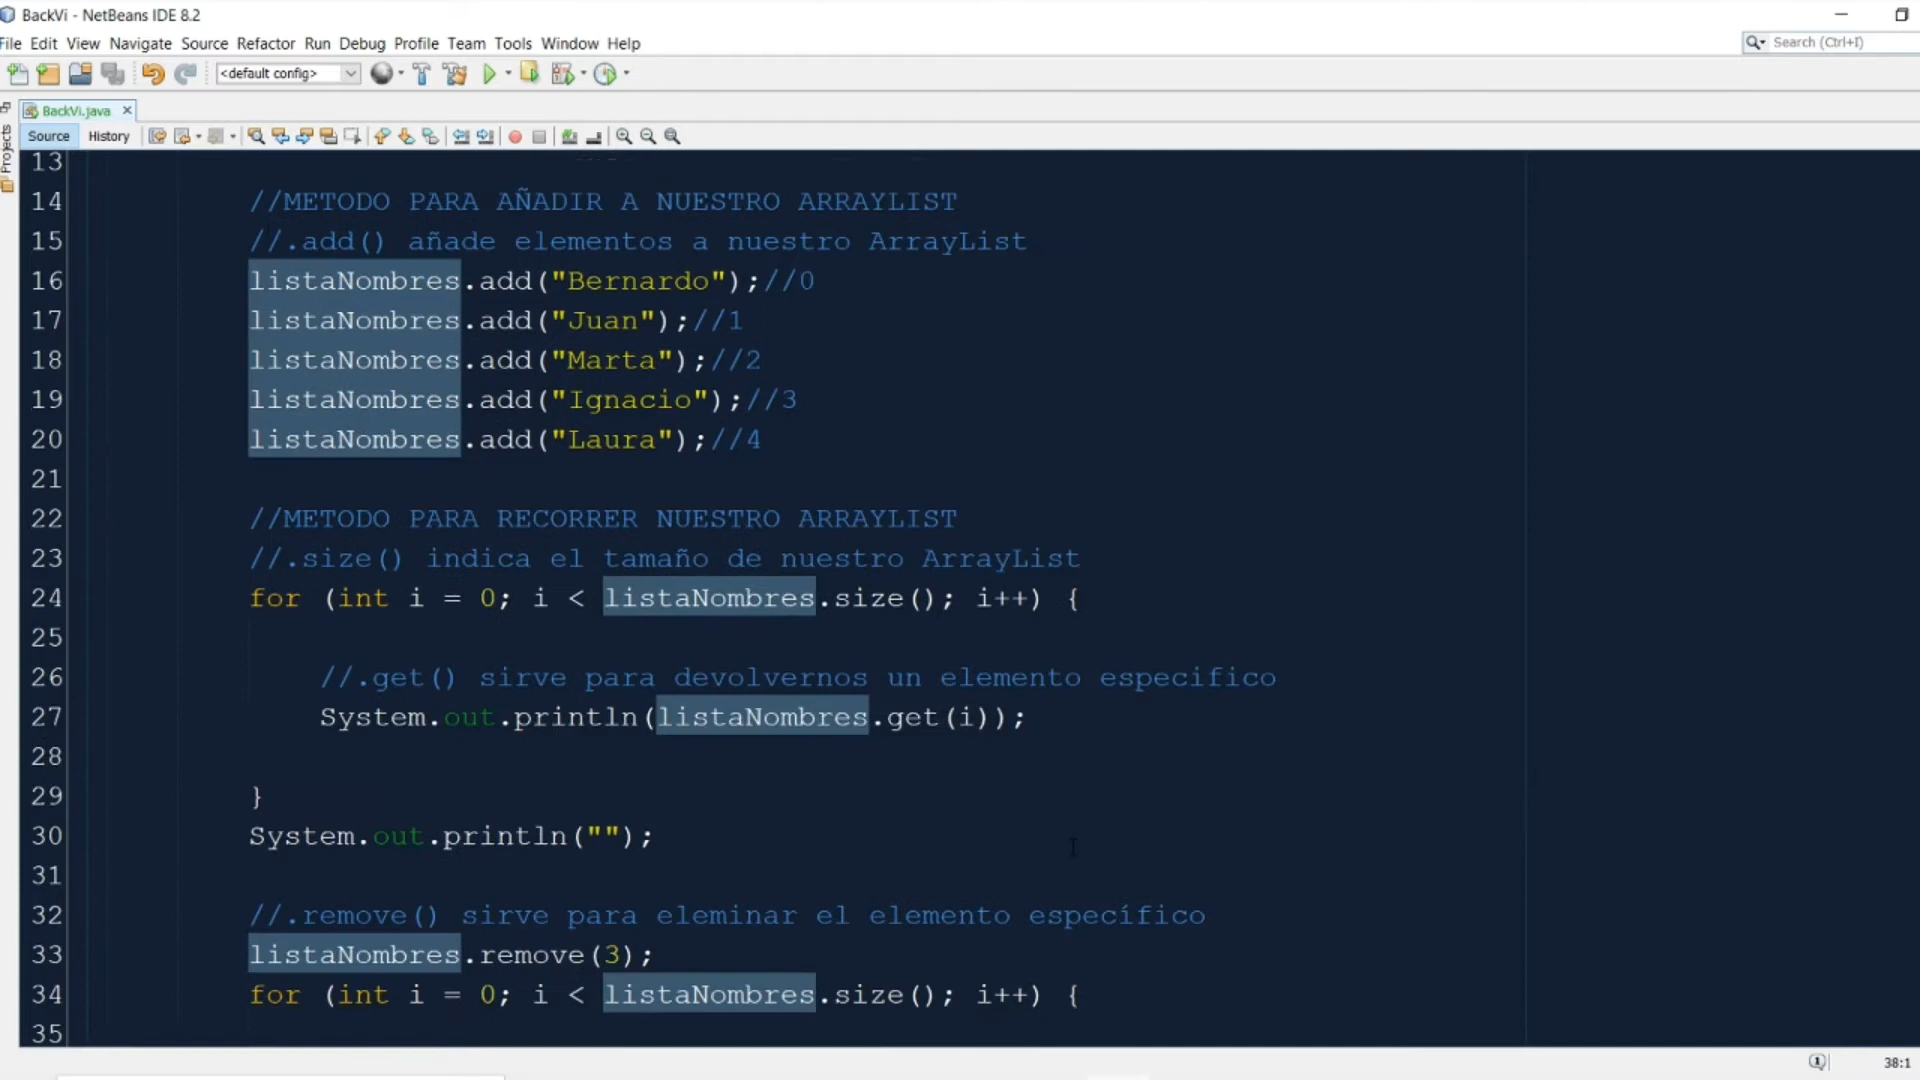 BackVi - NetBeans IDE 8.2
File Edit View Navigate Source Refactor Run Debug Profile Team Tools Window Help
Search (Ctrl+I)
<default config>
BackVi.java
Source History
Projects
13
14 //METODO PARA AÑADIR A NUESTRO ARRAYLIST
15 //.add() añade elementos a nuestro ArrayList
16 listaNombres.add("Bernardo");//0
17 listaNombres.add("Juan");//1
18 listaNombres.add("Marta");//2
19 listaNombres.add("Ignacio");//3
20 listaNombres.add("Laura");//4
21
22 //METODO PARA RECORRER NUESTRO ARRAYLIST
23 //.size() indica el tamaño de nuestro ArrayList
24 for (int i = 0; i < listaNombres.size(); i++) {
25
26 //.get() sirve para devolvernos un elemento especifico
27 System.out.println(listaNombres.get(i));
28
29 }
30 System.out.println("");
31
32 //.remove() sirve para eleminar el elemento específico
33 listaNombres.remove(3);
34 for (int i = 0; i < listaNombres.size(); i++) {
35
38:1